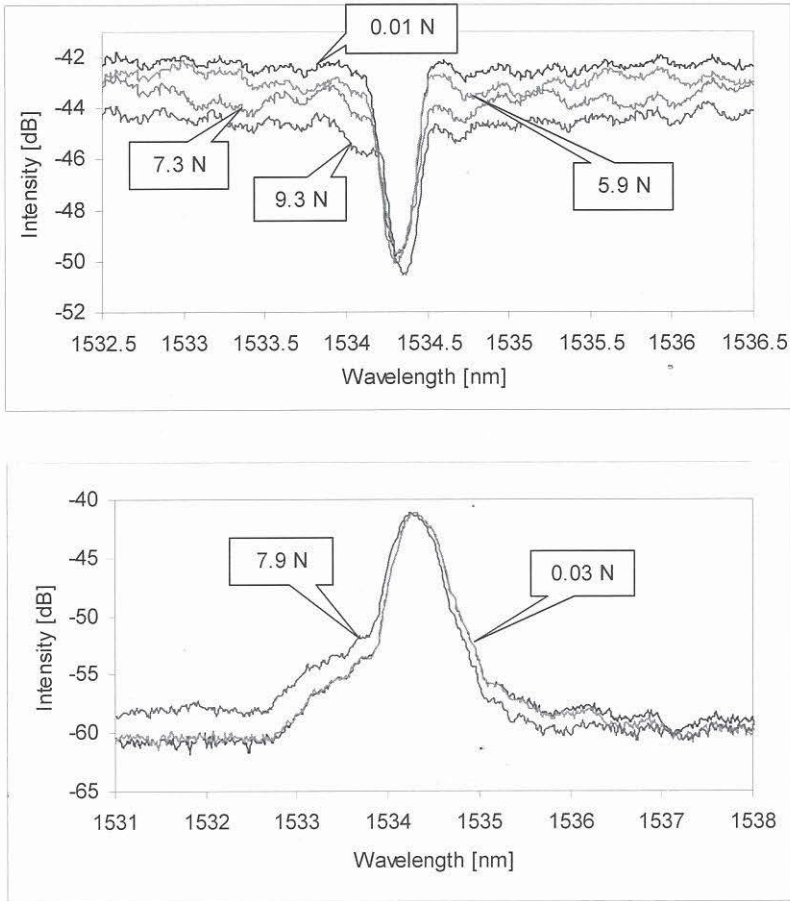 0.01 N
-42
-44
-46
-48
-50
-52
Intensity [dB]
7.3 N
9.3 N
5.9 N
1532.5 1533 1533.5 1534 1534.5 1535 1535.5 1536 1536.5
Wavelength [nm]
-40
-45
-50
-55
-60
-65
Intensity [dB]
7.9 N
0.03 N
1531 1532 1533 1534 1535 1536 1537 1538
Wavelength [nm]